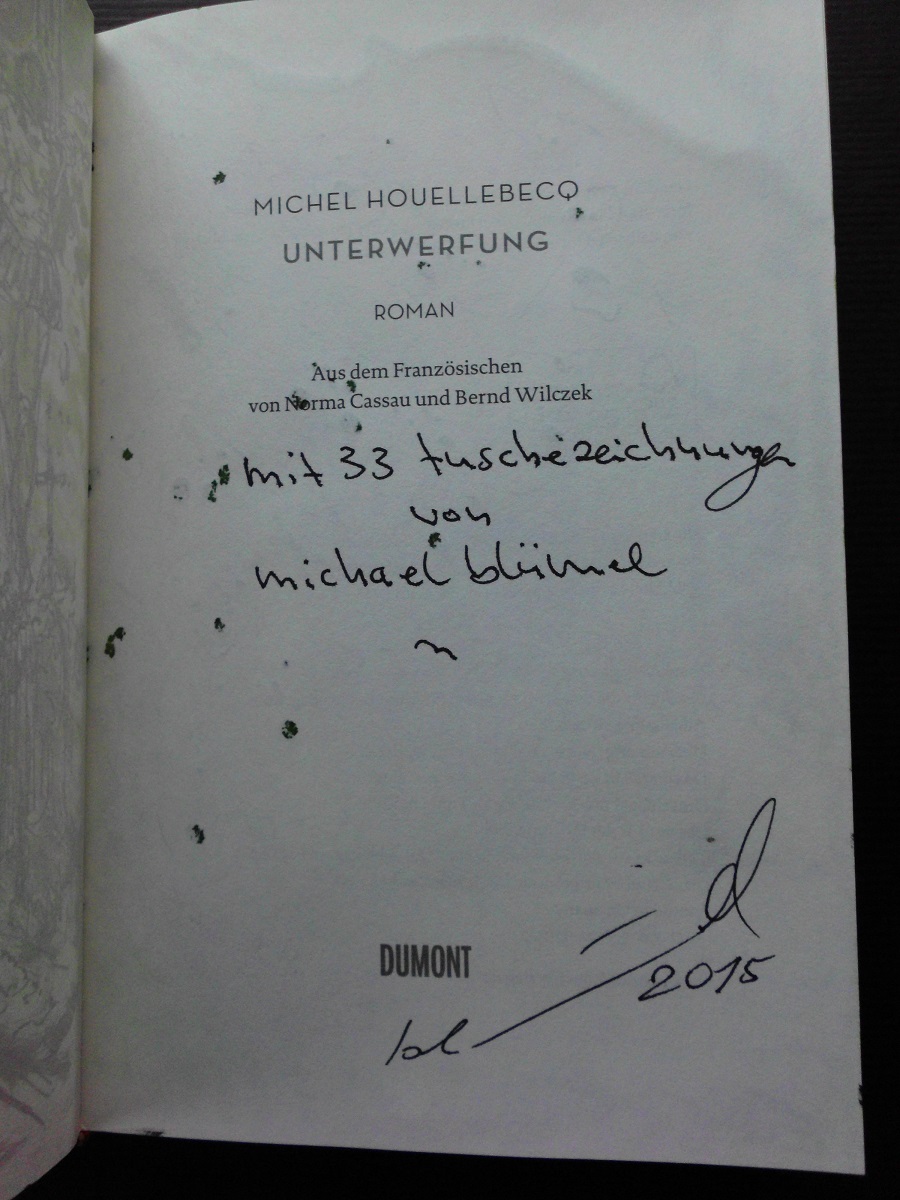 MICHEL HOUELLEBECQ
UNTERWERFUNG
ROMAN
Aus dem Französischen
von Norma Cassau und Bernd Wilczek
mit 33 tuschezeichnungen
von
michael blümel
DUMONT
2015